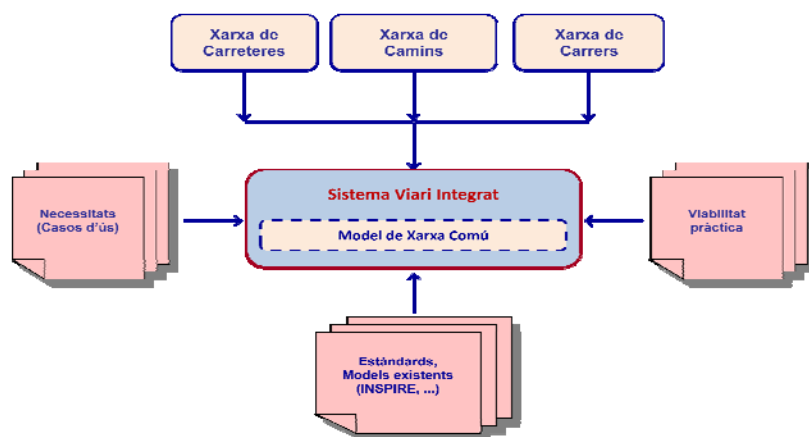 Xarxa de
Carreteres
Xarxa de
Camins
Xarxa de
Carrers
Sistema Viari Integrat
Model de Xarxa Comú
Necessitats
(Casos d'ús)
Viabilitat
pràctica
Estàndards,
Models existents
(INSPIRE, ...)